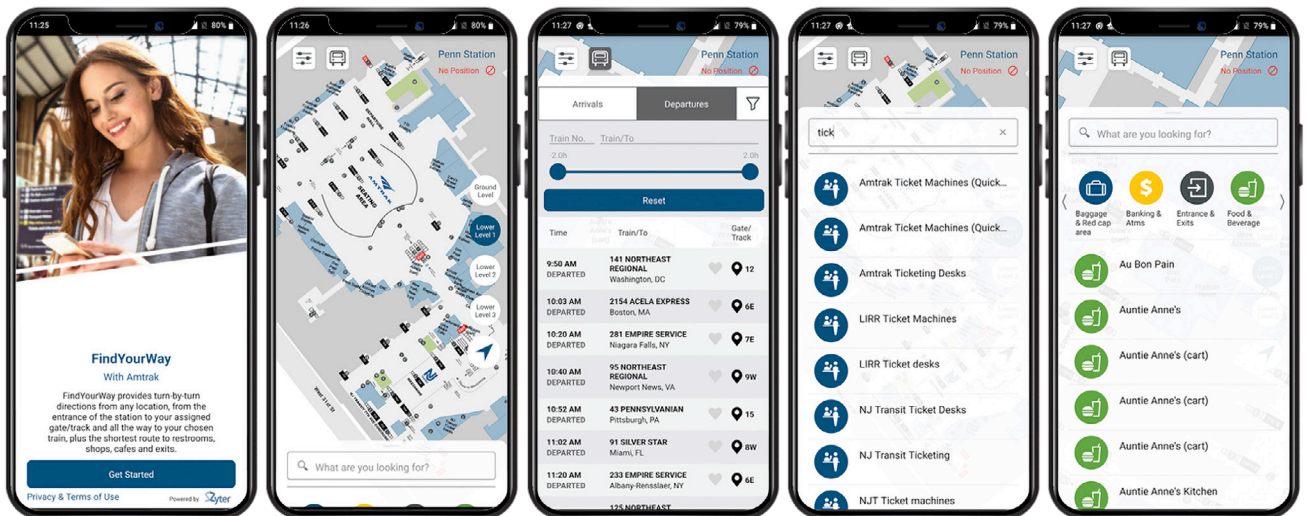 11:25
80%
FindYourWay
With Amtrak
FindYourWay provides turn-by-turn
directions from any location, from the
entrance of the station to your assigned
gate/track and all the way to your chosen
train, plus the shortest route to restrooms,
shops, cafes and exits.
Get Started
Privacy & Terms of Use
Powered by Zyter
11:26
80%
Penn Station
No Position
AMTRAK
SEATING
AREA
Ground
Level
Lower
Level 1
Lower
Level 2
Lower
Level 3
West 31st St
What are you looking for?
11:27
79%
Penn Station
No Position
Arrivals
Departures
Train No.
Train/To
-2.0h
2.0h
Reset
Time
Train/To
Gate/
Track
9:50 AM
DEPARTED
141 NORTHEAST
REGIONAL
Washington, DC
12
10:03 AM
DEPARTED
2154 ACELA EXPRESS
Boston, MA
6E
10:20 AM
DEPARTED
281 EMPIRE SERVICE
Niagara Falls, NY
7E
10:40 AM
DEPARTED
95 NORTHEAST
REGIONAL
Newport News, VA
9W
10:52 AM
DEPARTED
43 PENNSYLVANIAN
Pittsburgh, PA
15
11:02 AM
DEPARTED
91 SILVER STAR
Miami, FL
8W
11:20 AM
DEPARTED
233 EMPIRE SERVICE
Albany-Rensslaer, NY
6E
125 NORTHEAST
11:27
79%
Penn Station
No Position
tick
Amtrak Ticket Machines (Quick...
Amtrak Ticket Machines (Quick...
Amtrak Ticketing Desks
LIRR Ticket Machines
LIRR Ticket desks
NJ Transit Ticket Desks
NJ Transit Ticketing
NJT Ticket machines
11:27
79%
Penn Station
No Position
What are you looking for?
Baggage
& Red cap
area
Banking &
Atms
Entrance &
Exits
Food &
Beverage
Au Bon Pain
Auntie Anne's
Auntie Anne's (cart)
Auntie Anne's (cart)
Auntie Anne's (cart)
Auntie Anne's Kitchen